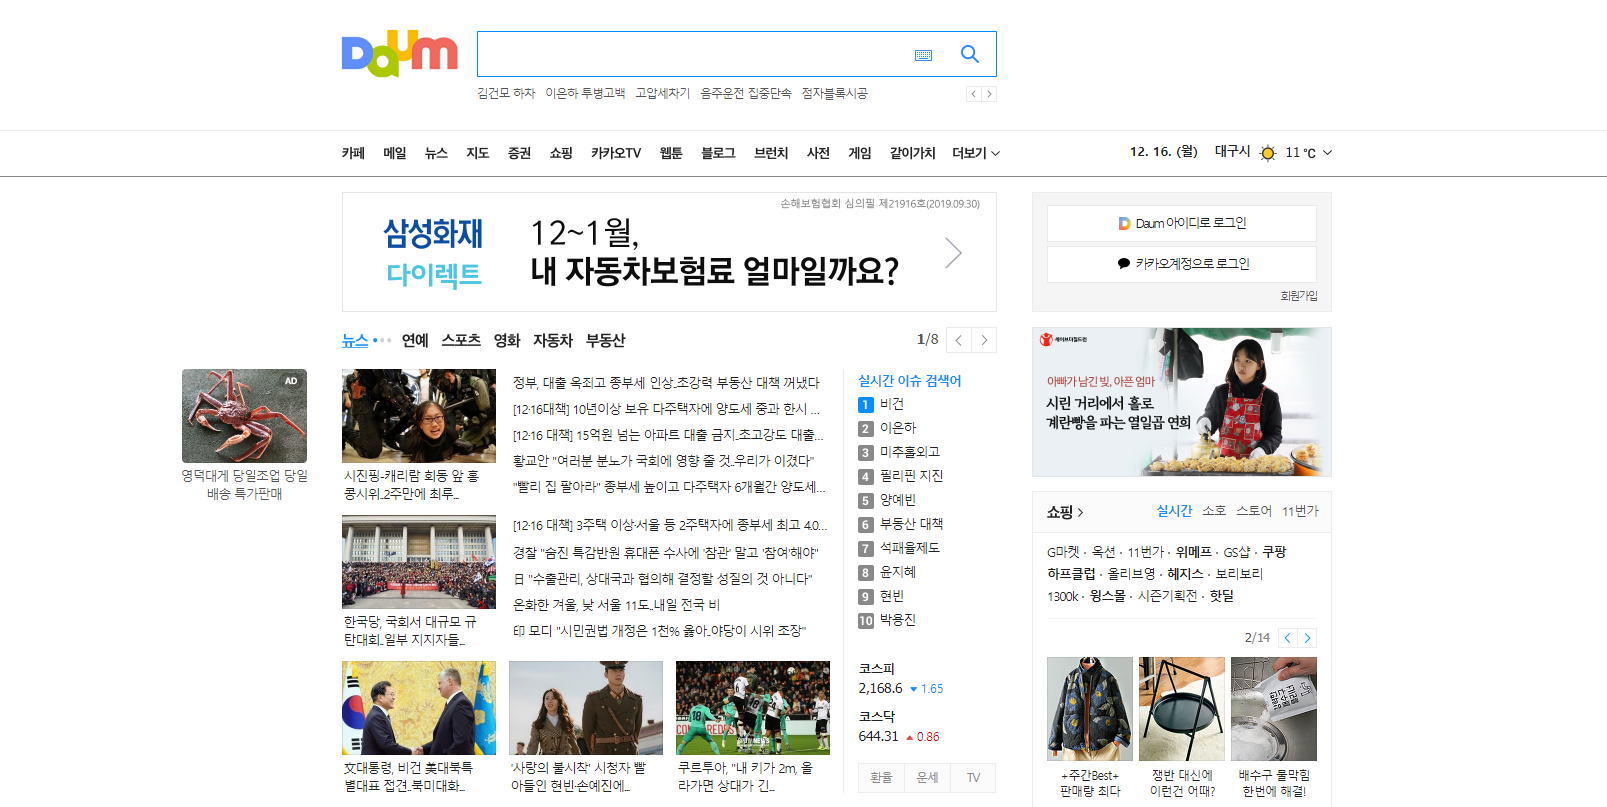 Daum
김건모 하차 이은하 투병고백 고압세차기 음주운전 집중단속 점자블록시공
카페 메일 뉴스 지도 증권 쇼핑 카카오TV 웹툰 블로그 브런치 사전 게임 같이가치 더보기
12. 16. (월) 대구시 11 °C
손해보험협회 심의필 제21916호(2019.09.30)
삼성화재
다이렉트
12~1월,
내 자동차보험료 얼마일까요?
D Daum 아이디로 로그인
카카오계정으로 로그인
회원가입
뉴스 연예 스포츠 영화 자동차 부동산
1/8
AD
영덕대게 당일조업 당일
배송 특가판매
시진핑-캐리람 회동 앞 홍
콩시위..2주만에 최루...
한국당, 국회서 대규모 규
탄대회..일부 지지자들...
정부, 대출 옥죄고 종부세 인상..초강력 부동산 대책 꺼냈다
[12·16대책] 10년이상 보유 다주택자에 양도세 중과 한시 ...
[12·16 대책] 15억원 넘는 아파트 대출 금지..초고강도 대출...
황교안 "여러분 분노가 국회에 영향 줄 것..우리가 이겼다"
"빨리 집 팔아라" 종부세 높이고 다주택자 6개월간 양도세...
[12·16 대책] 3주택 이상·서울 등 2주택자에 종부세 최고 4.0...
경찰 "숨진 특감반원 휴대폰 수사에 '참관' 말고 '참여'해야"
日 "수출관리, 상대국과 협의해 결정할 성질의 것 아니다"
온화한 겨울, 낮 서울 11도..내일 전국 비
印 모디 "시민권법 개정은 1천% 옳아..야당이 시위 조장"
文대통령, 비건 美대북특
별대표 접견..북미대화...
'사랑의 불시착' 시청자 빨
아들인 현빈·손예진에...
쿠르투아, "내 키가 2m, 올
라가면 상대가 긴...
실시간 이슈 검색어
1 비건
2 이은하
3 미추홀외고
4 필리핀 지진
5 양예빈
6 부동산 대책
7 석패율제도
8 윤지혜
9 현빈
10 박용진
코스피
2,168.6 ▼ 1.65
코스닥
644.31 ▲ 0.86
환율 운세 TV
세이브더칠드런
아빠가 남긴 빚, 아픈 엄마
시린 거리에서 홀로
계란빵을 파는 열일곱 연희
쇼핑 실시간 소호 스토어 11번가
G마켓 · 옥션 · 11번가 · 위메프 · GS샵 · 쿠팡
하프클럽 · 올리브영 · 헤지스 · 보리보리
1300k · 윙스몰 · 시즌기획전 · 핫딜
2/14
+주간Best+
판매량 최다
쟁반 대신에
이런건 어때?
배수구 물막힘
한번에 해결!